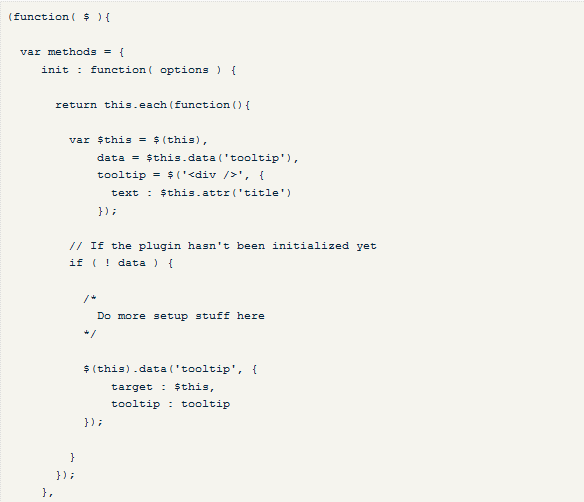 (function( $ ){
var methods = {
init : function( options ) {
return this.each(function(){
var $this = $(this),
data = $this.data('tooltip'),
tooltip = $('<div />', {
text : $this.attr('title')
});
// If the plugin hasn't been initialized yet
if ( ! data ) {
/*
Do more setup stuff here
*/
$(this).data('tooltip', {
target : $this,
tooltip : tooltip
});
}
});
},